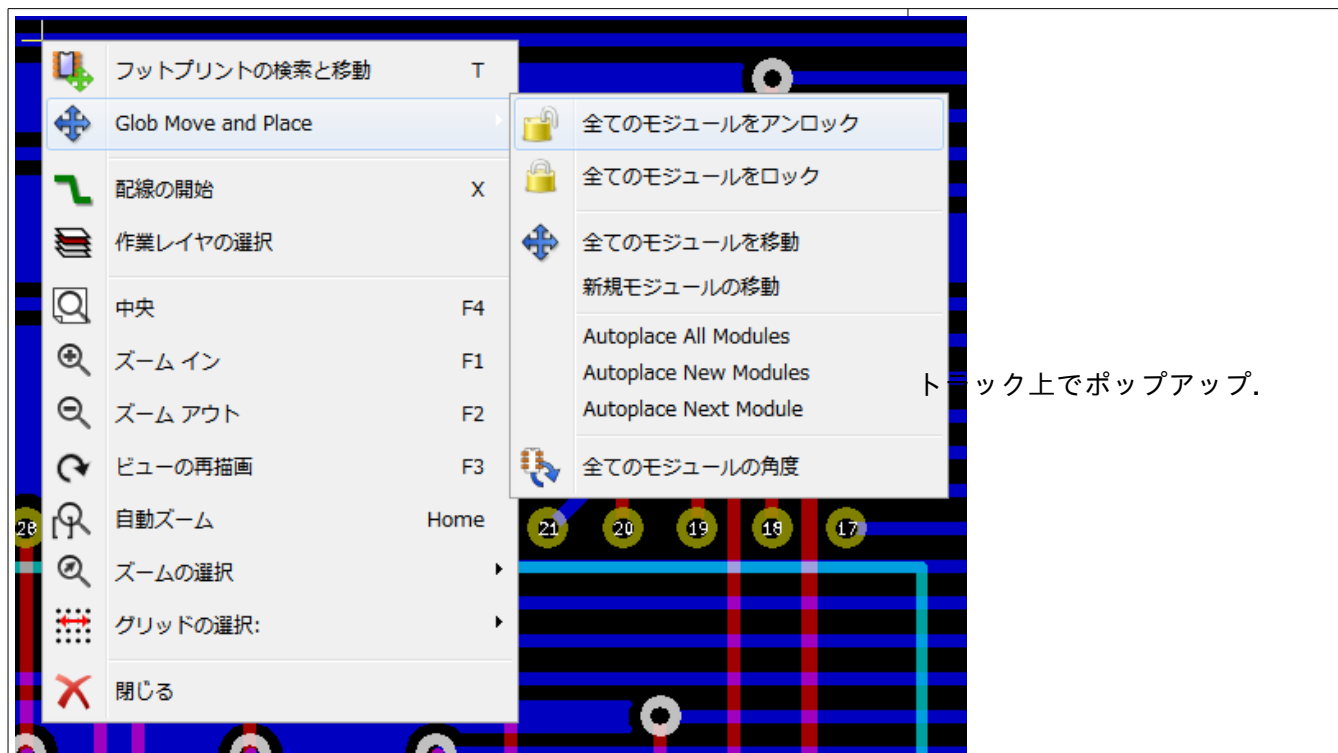 フットプリントの検索と移動 T
Glob Move and Place
配線の開始 X
作業レイヤの選択
中央 F4
ズーム イン F1
ズーム アウト F2
ビューの再描画 F3
自動ズーム Home
ズームの選択
グリッドの選択:
閉じる
全てのモジュールをアンロック
全てのモジュールをロック
全てのモジュールを移動
新規モジュールの移動
Autoplace All Modules
Autoplace New Modules
Autoplace Next Module
全てのモジュールの角度
トラック上でポップアップ.
28 21 20 19 18 17